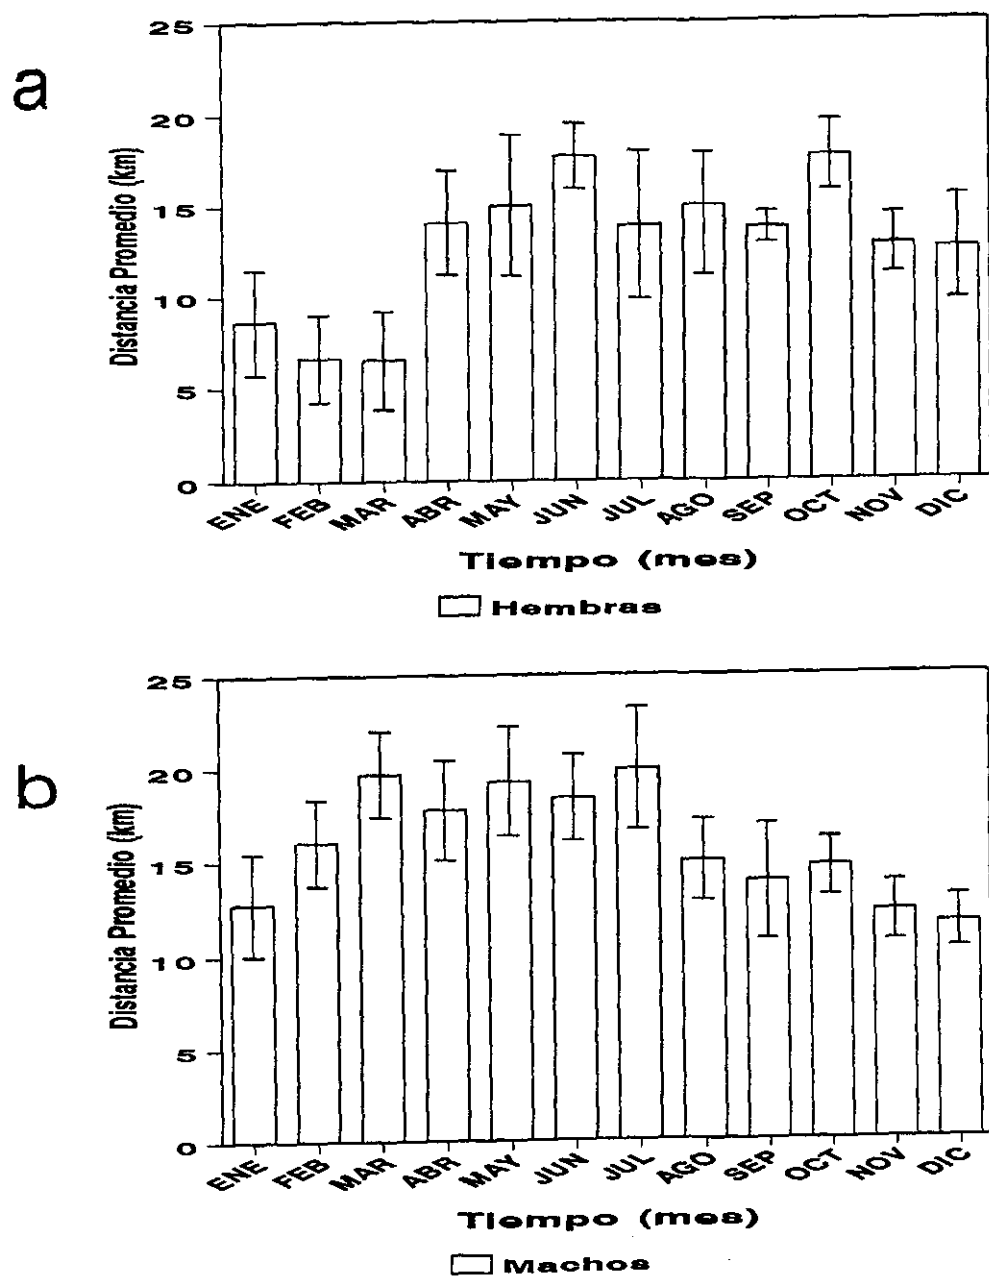 a
Distancia Promedio (km)
25
20
15
10
5
0
ENE FEB MAR ABR MAY JUN JUL AGO SEP OCT NOV DIC
Tiempo (mes)
Hembras
b
Distancia Promedio (km)
25
20
15
10
5
0
ENE FEB MAR ABR MAY JUN JUL AGO SEP OCT NOV DIC
Tiempo (mes)
Machos